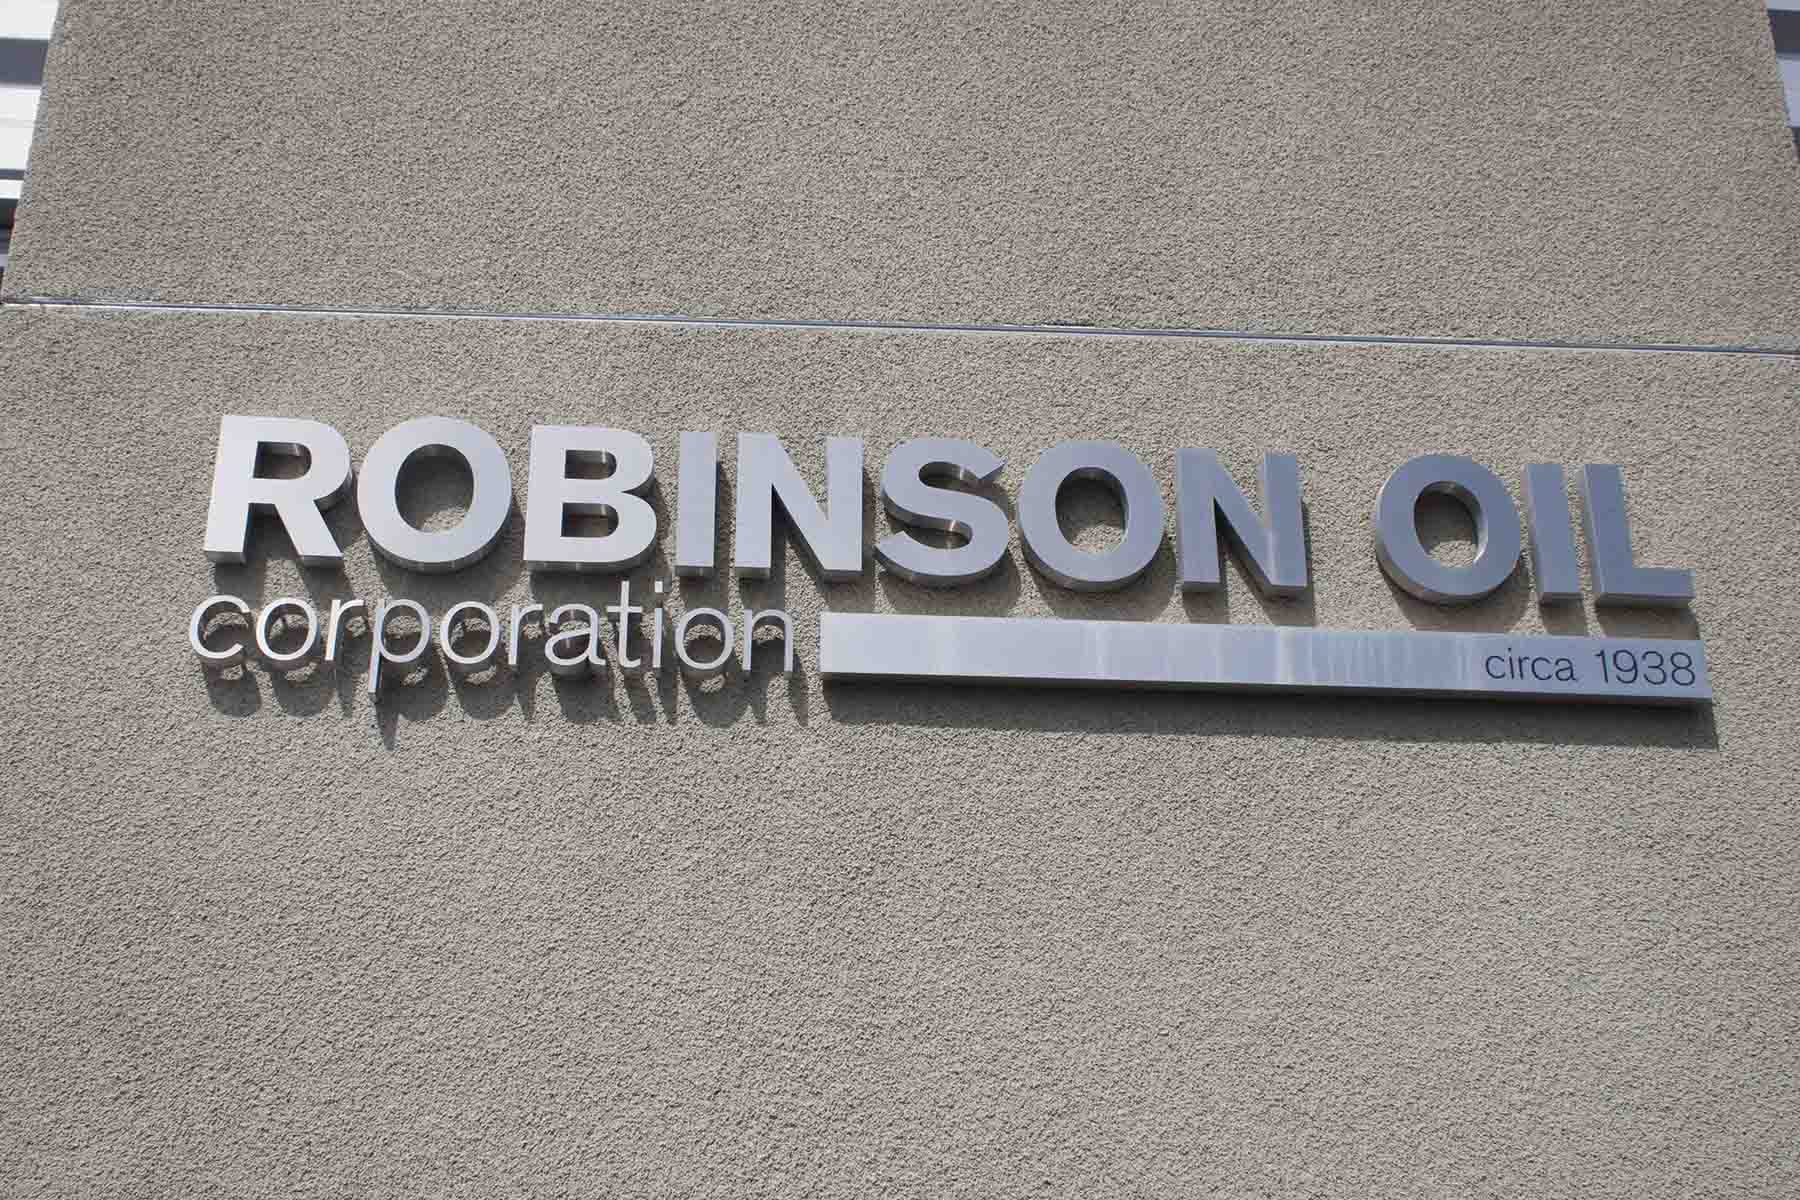 ROBINSON OIL
corporation
circa 1938